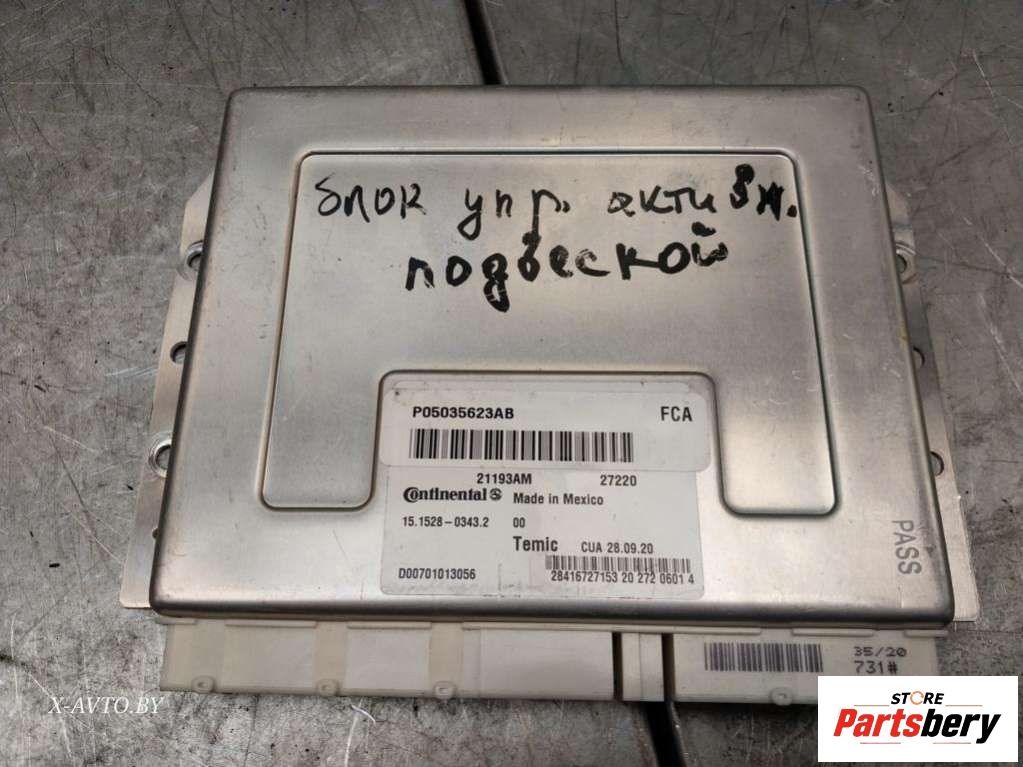 блок упр. активн.
подвеской
P05035623AB FCA
21193AM 27220
Continental Made in Mexico
15.1528-0343.2 00
Temic CUA 28.09.20
D00701013056 28416727153 20 272 0601 4
PASS
35/20
731#
X-AVTO.BY
STORE
Partsbery